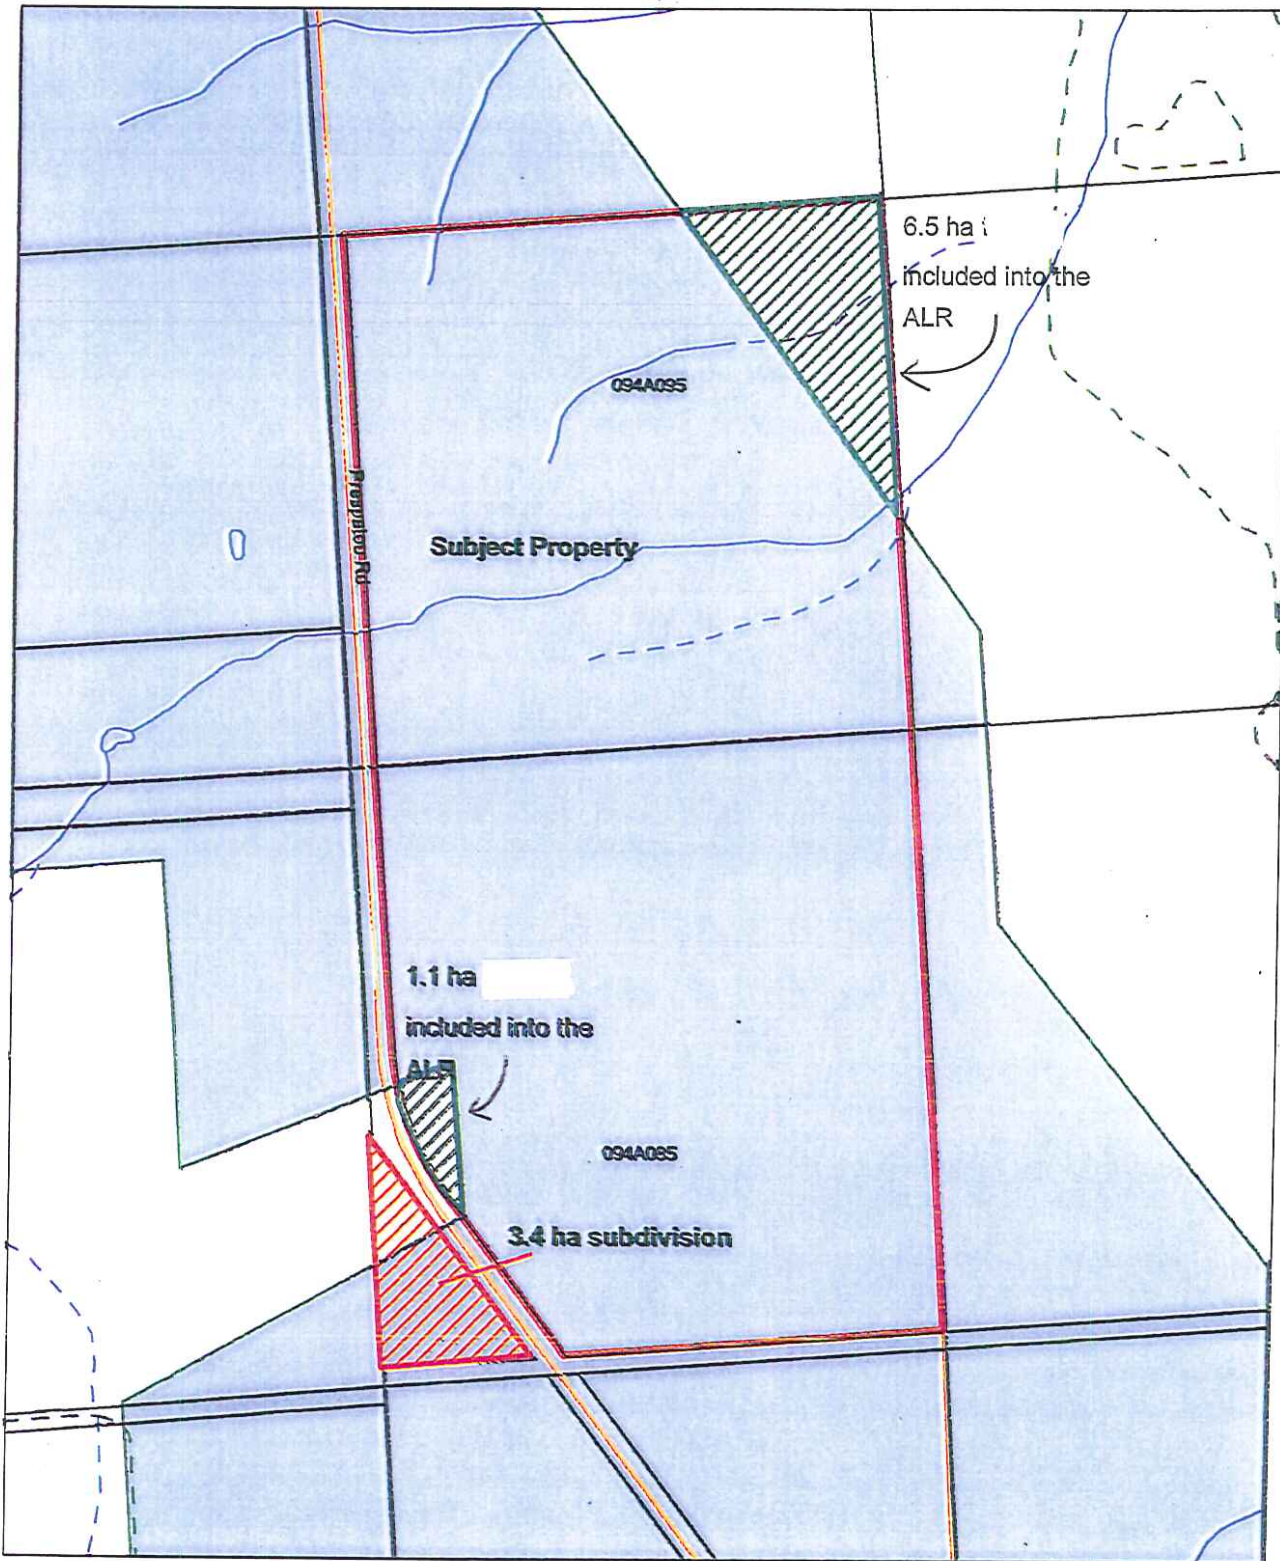 6.5 ha
included into the
ALR
094A095
Subject Property
1.1 ha
included into the
ALR
094A085
3.4 ha subdivision